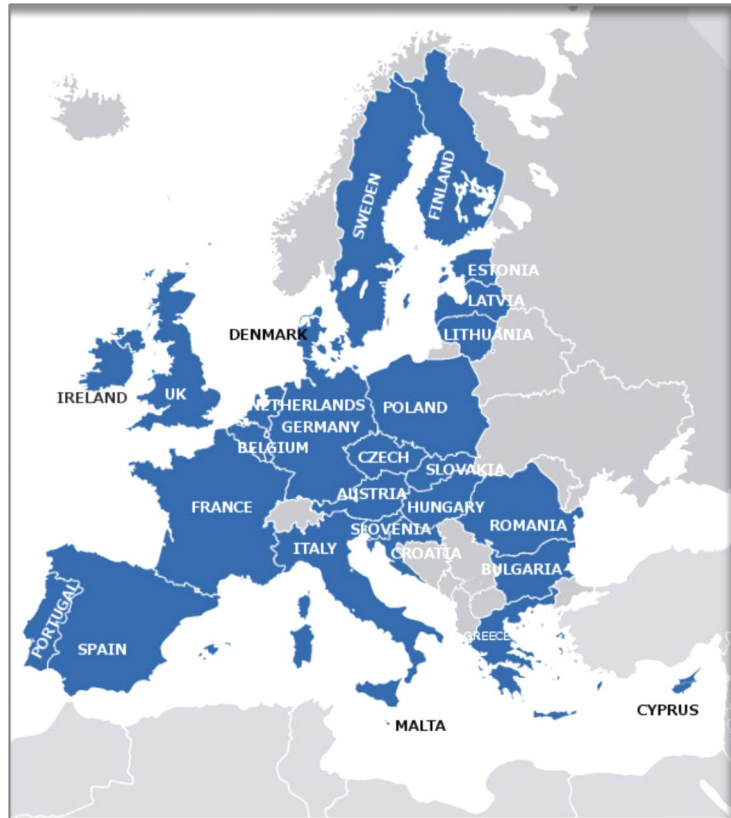 SWEDEN
FINLAND
ESTONIA
LATVIA
DENMARK
LITHUANIA
IRELAND
UK
NETHERLANDS
POLAND
GERMANY
BELGIUM
CZECH
SLOVAKIA
AUSTRIA
FRANCE
HUNGARY
ROMANIA
SLOVENIA
ITALY
CROATIA
BULGARIA
PORTUGAL
GREECE
SPAIN
CYPRUS
MALTA